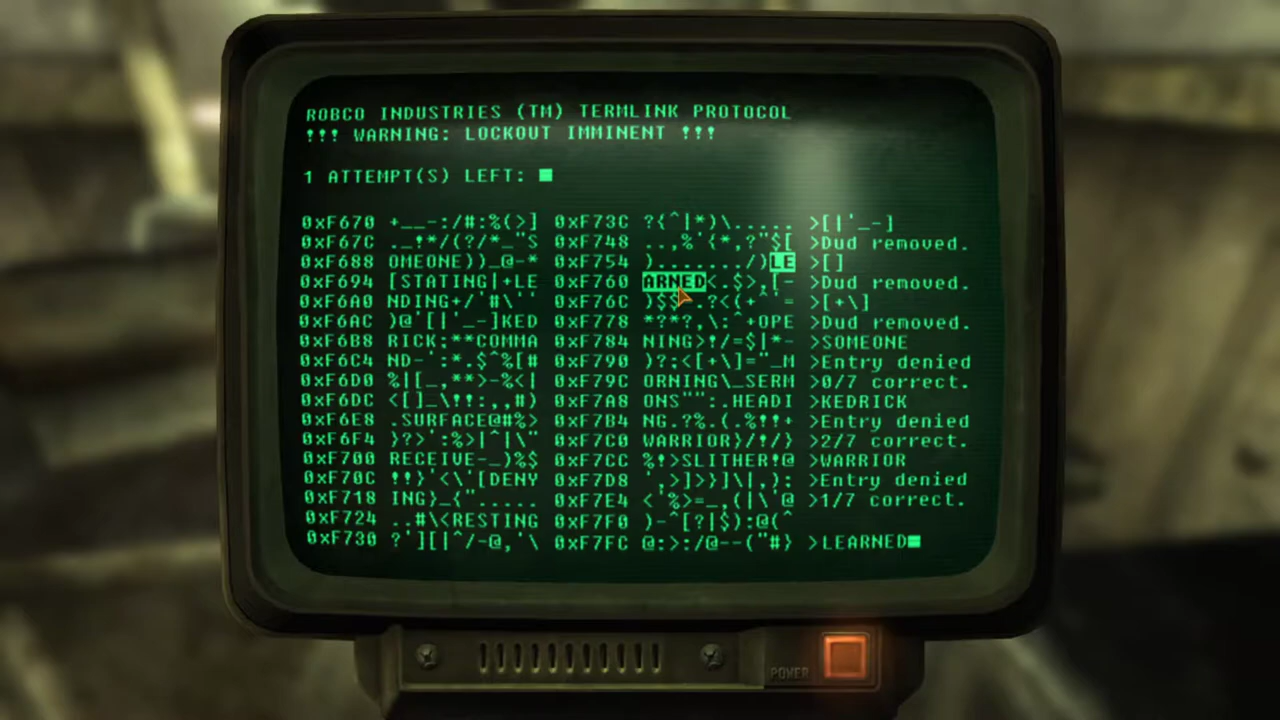 ROBCO INDUSTRIES (TM) TERMLINK PROTOCOL
!!! WARNING: LOCKOUT IMMINENT !!!
1 ATTEMPT(S) LEFT: ■
0xF670 +__-:/#:%(>] 0xF73C ?{^|*)\..... >[|'_-]
0xF67C ._!*/(?/*_"S 0xF748 ..,%'{*,?"$[ >Dud removed.
0xF688 OMEONE))_@-* 0xF754 )......./)LE >[]
0xF694 [STATING|+LE 0xF760 ARNED<.$>,[- >Dud removed.
0xF6A0 NDING+/'#\'' 0xF76C )$$'.?<(+^'= >[+\]
0xF6AC )@'[|'_-]KED 0xF778 *?*?,\:^+OPE >Dud removed.
0xF6B8 RICK:**COMMA 0xF784 NING>!/=$|*- >SOMEONE
0xF6C4 ND-':*.$^%[# 0xF790 )?;<[+\]="_M >Entry denied
0xF6D0 %|[_,**>-%<| 0xF79C ORNING\_SERM >0/7 correct.
0xF6DC <[]_\!!:,,#) 0xF7A8 ONS"":.HEADI >KEDRICK
0xF6E8 .SURFACE@#%> 0xF7B4 NG.?%.(.%!!+ >Entry denied
0xF6F4 }?>':%>|^|\" 0xF7C0 WARRIOR}/!/} >2/7 correct.
0xF700 RECEIVE-_)%$ 0xF7CC %!>SLITHER!@ >WARRIOR
0xF70C !!}'<\'[DENY 0xF7D8 ',>]>}]\|,): >Entry denied
0xF718 ING}_{"..... 0xF7E4 <'%>=_,(|\'@ >1/7 correct.
0xF724 ..#\<RESTING 0xF7F0 )-^[?|$):@(^
0xF730 ?'][|^/-@,'\ 0xF7FC @:>:/@--("#} >LEARNED■
POWER